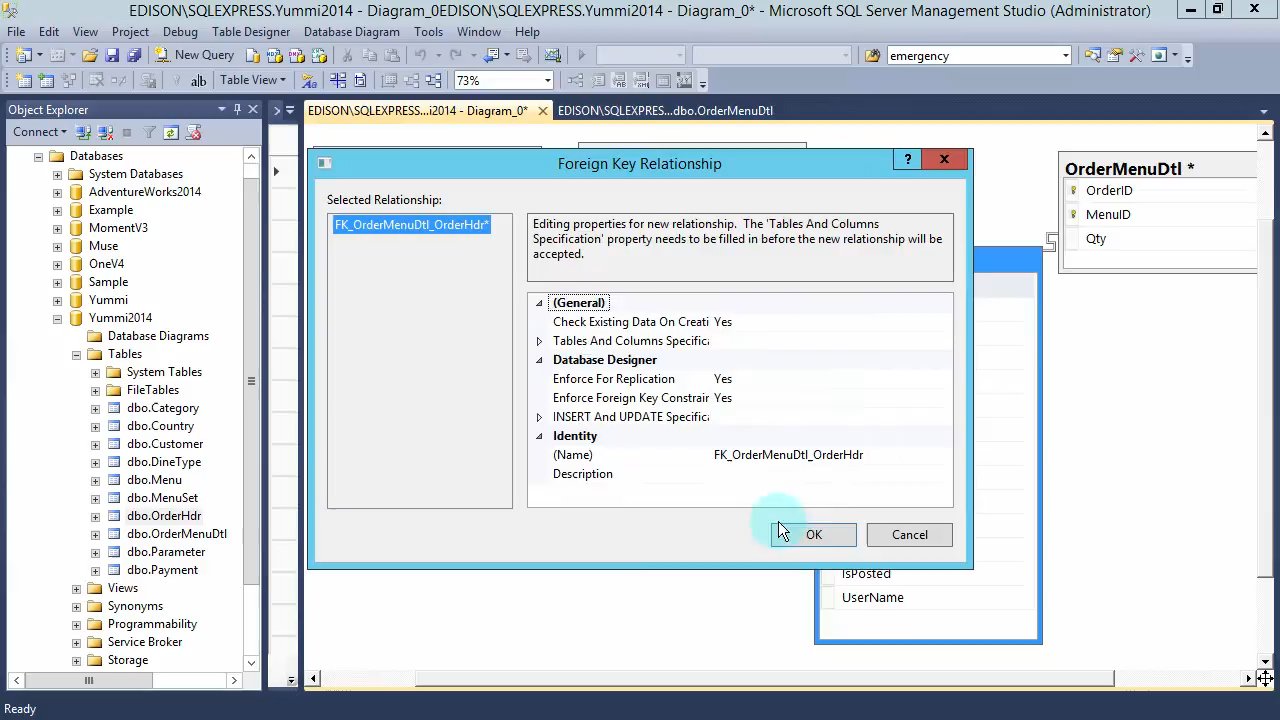 EDISON\SQLEXPRESS.Yummi2014 - Diagram_0EDISON\SQLEXPRESS.Yummi2014 - Diagram_0* - Microsoft SQL Server Management Studio (Administrator)
File Edit View Project Debug Table Designer Database Diagram Tools Window Help
New Query emergency
ab Table View 73%
Object Explorer
EDISON\SQLEXPRESS...i2014 - Diagram_0* EDISON\SQLEXPRES...dbo.OrderMenuDtl
Connect
Databases
System Databases
AdventureWorks2014
Example
MomentV3
Muse
OneV4
Sample
Yummi
Yummi2014
Database Diagrams
Tables
System Tables
FileTables
dbo.Category
dbo.Country
dbo.Customer
dbo.DineType
dbo.Menu
dbo.MenuSet
dbo.OrderHdr
dbo.OrderMenuDtl
dbo.Parameter
dbo.Payment
Views
Synonyms
Programmability
Service Broker
Storage
Foreign Key Relationship
Selected Relationship:
FK_OrderMenuDtl_OrderHdr*
Editing properties for new relationship. The 'Tables And Columns
Specification' property needs to be filled in before the new relationship will be
accepted.
(General)
Check Existing Data On Creati Yes
Tables And Columns Specifica
Database Designer
Enforce For Replication Yes
Enforce Foreign Key Constrain Yes
INSERT And UPDATE Specifica
Identity
(Name) FK_OrderMenuDtl_OrderHdr
Description
OK Cancel
OrderMenuDtl *
OrderID
MenuID
Qty
IsPosted
UserName
Ready